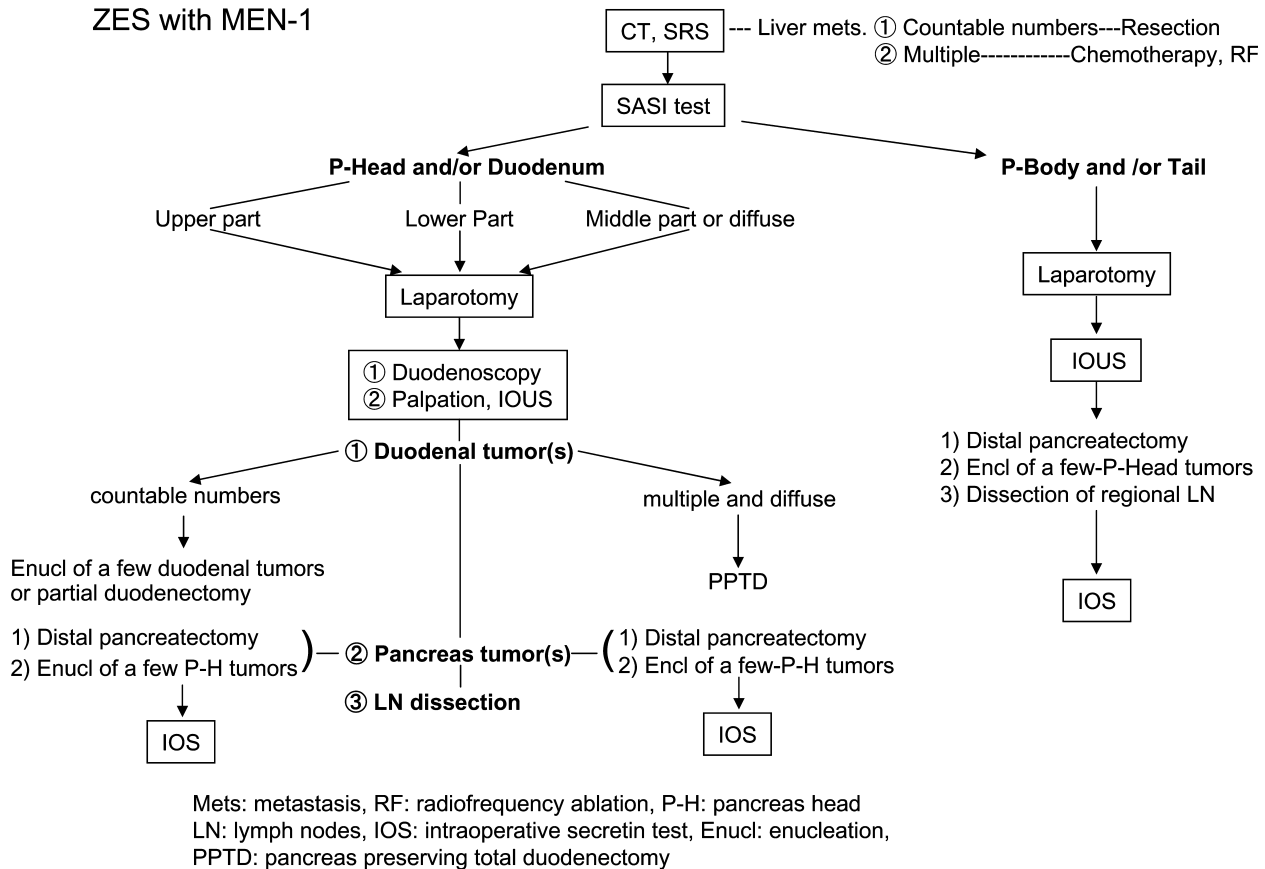 ZES with MEN-1
CT, SRS --- Liver mets. ① Countable numbers---Resection
② Multiple------------Chemotherapy, RF
SASI test
P-Head and/or Duodenum
P-Body and /or Tail
Upper part
Lower Part
Middle part or diffuse
Laparotomy
Laparotomy
① Duodenoscopy
② Palpation, IOUS
IOUS
① Duodenal tumor(s)
countable numbers
multiple and diffuse
1) Distal pancreatectomy
2) Encl of a few-P-Head tumors
3) Dissection of regional LN
Enucl of a few duodenal tumors
or partial duodenectomy
PPTD
IOS
1) Distal pancreatectomy
2) Enucl of a few P-H tumors
② Pancreas tumor(s)
1) Distal pancreatectomy
2) Encl of a few-P-H tumors
③ LN dissection
IOS
IOS
Mets: metastasis, RF: radiofrequency ablation, P-H: pancreas head
LN: lymph nodes, IOS: intraoperative secretin test, Enucl: enucleation,
PPTD: pancreas preserving total duodenectomy